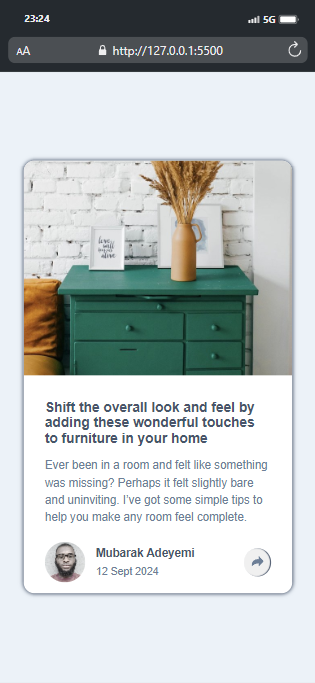 23:24
5G
AA
http://127.0.0.1:5500
Shift the overall look and feel by
adding these wonderful touches
to furniture in your home
Ever been in a room and felt like something
was missing? Perhaps it felt slightly bare
and uninviting. I've got some simple tips to
help you make any room feel complete.
Mubarak Adeyemi
12 Sept 2024